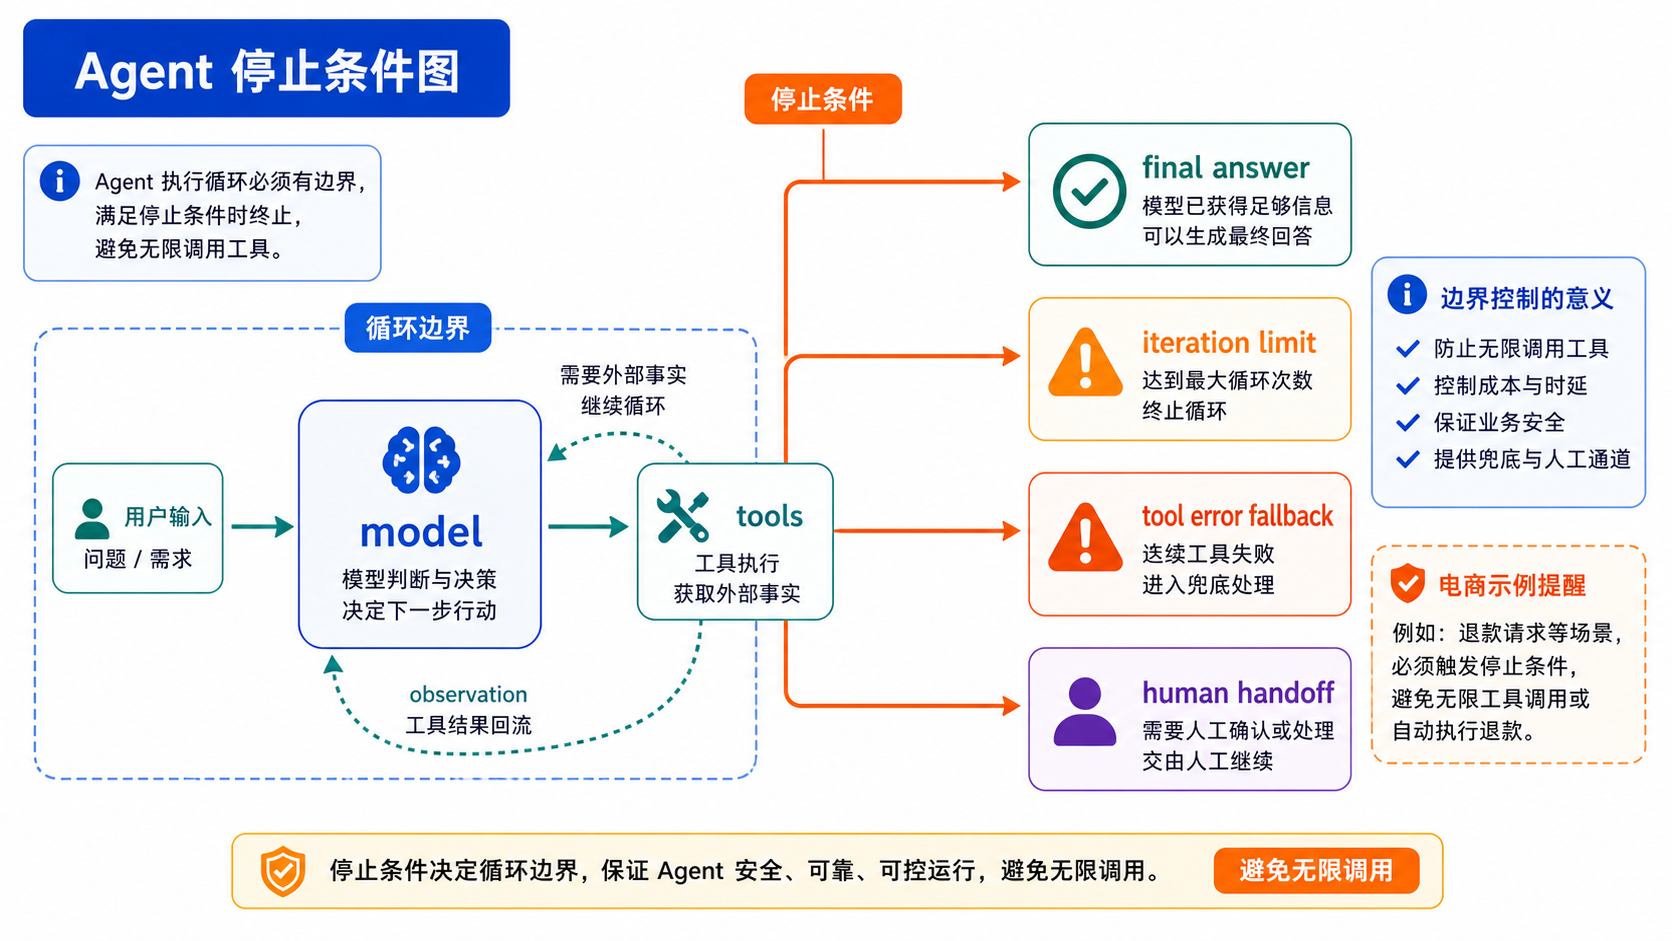 Agent 停止条件图
Agent 执行循环必须有边界，
满足停止条件时终止，
避免无限调用工具。
循环边界
用户输入
问题 / 需求
model
模型判断与决策
决定下一步行动
需要外部事实
继续循环
tools
工具执行
获取外部事实
observation
工具结果回流
停止条件
final answer
模型已获得足够信息
可以生成最终回答
iteration limit
达到最大循环次数
终止循环
tool error fallback
连续工具失败
进入兜底处理
human handoff
需要人工确认或处理
交由人工继续
边界控制的意义
防止无限调用工具
控制成本与时延
保证业务安全
提供兜底与人工通道
电商示例提醒
例如：退款请求等场景，
必须触发停止条件，
避免无限工具调用或
自动执行退款。
停止条件决定循环边界，保证 Agent 安全、可靠、可控运行，避免无限调用。
避免无限调用